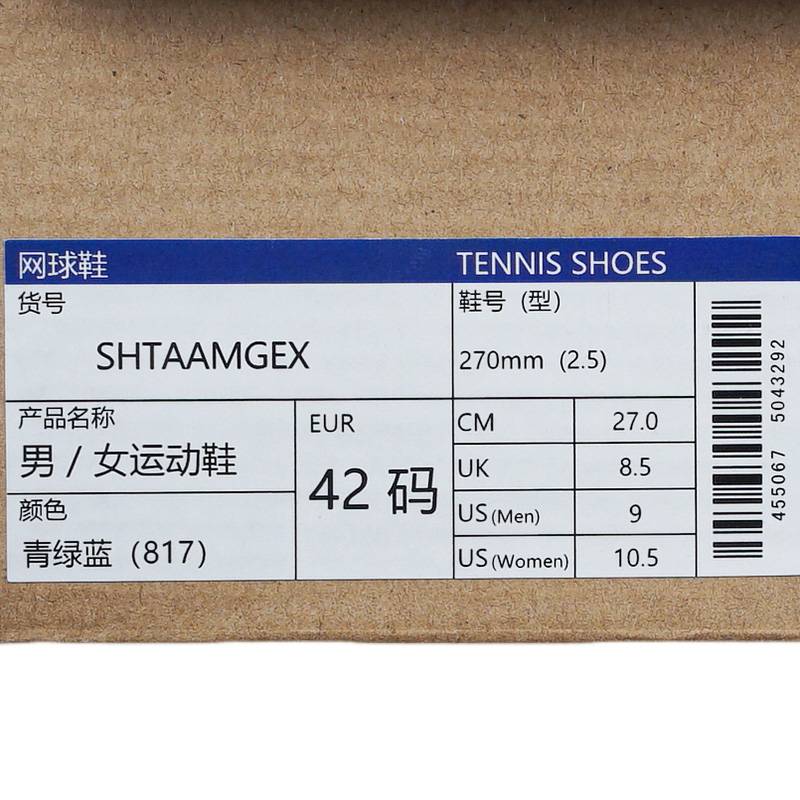 网球鞋 TENNIS SHOES
货号
SHTAAMGEX
鞋号（型）
270mm（2.5）
产品名称
男 / 女运动鞋
颜色
青绿蓝（817）
EUR
42 码
CM 27.0
UK 8.5
US (Men) 9
US (Women) 10.5
455067 5043292